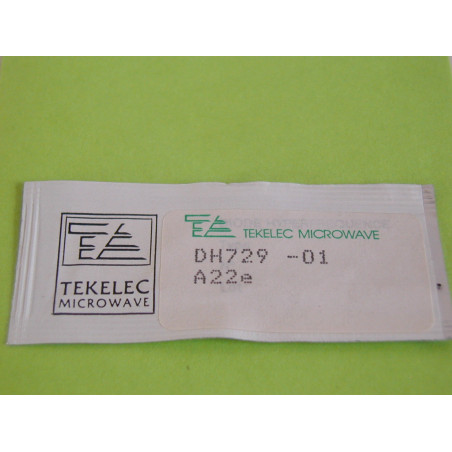 TEKELEC
MICROWAVE
TEKELEC MICROWAVE
DH729 -01
A22e